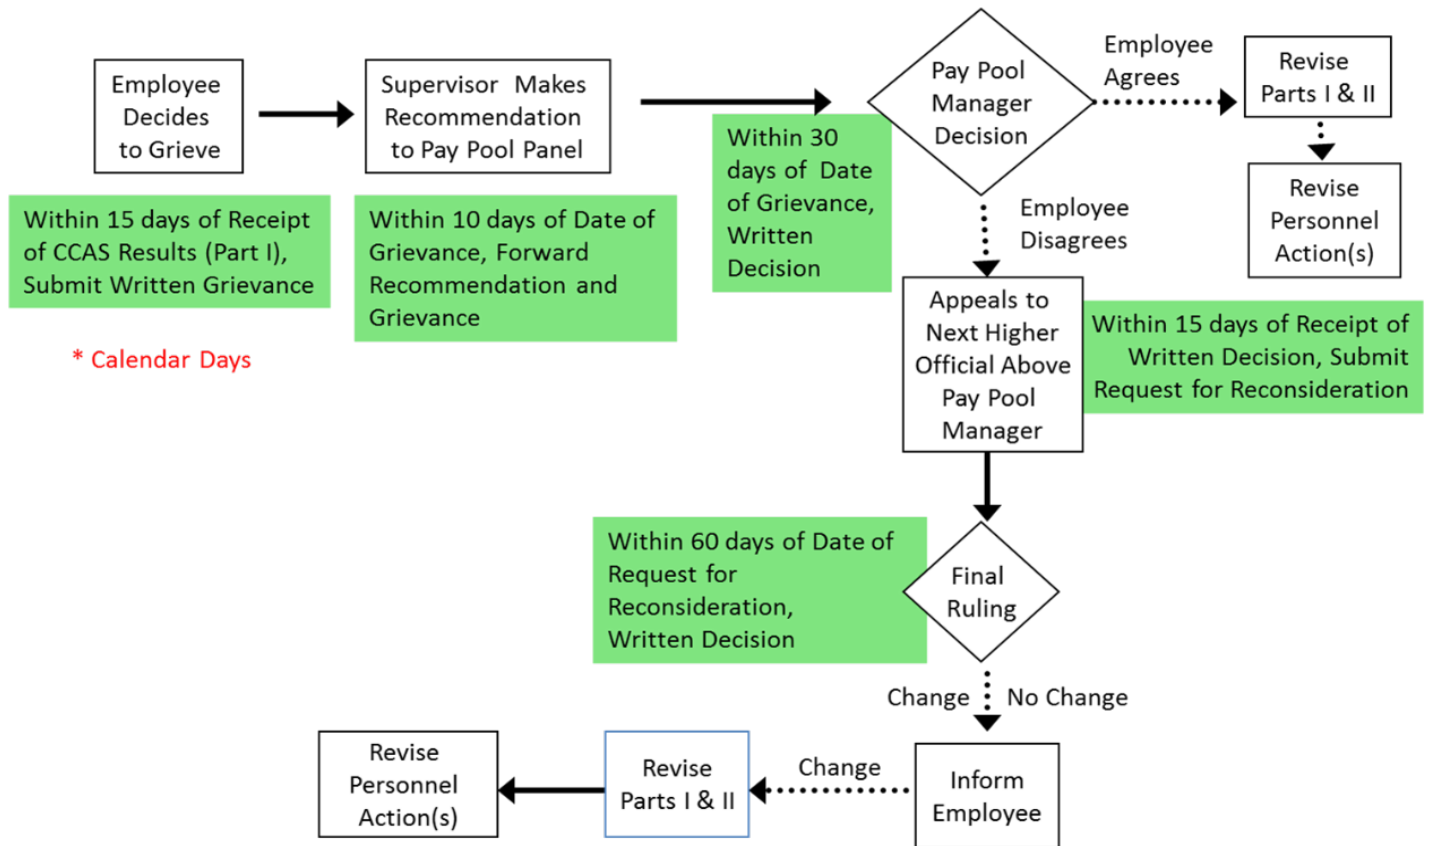 Employee
Decides
to Grieve
Supervisor Makes
Recommendation
to Pay Pool Panel
Pay Pool
Manager
Decision
Employee
Agrees
Revise
Parts I & II
Within 15 days of Receipt
of CCAS Results (Part I),
Submit Written Grievance
Within 10 days of Date of
Grievance, Forward
Recommendation and
Grievance
Within 30
days of Date
of Grievance,
Written
Decision
Employee
Disagrees
Revise
Personnel
Action(s)
* Calendar Days
Appeals to
Next Higher
Official Above
Pay Pool
Manager
Within 15 days of Receipt of
Written Decision, Submit
Request for Reconsideration
Within 60 days of Date of
Request for
Reconsideration,
Written Decision
Final
Ruling
Change
No Change
Revise
Personnel
Action(s)
Revise
Parts I & II
Change
Inform
Employee